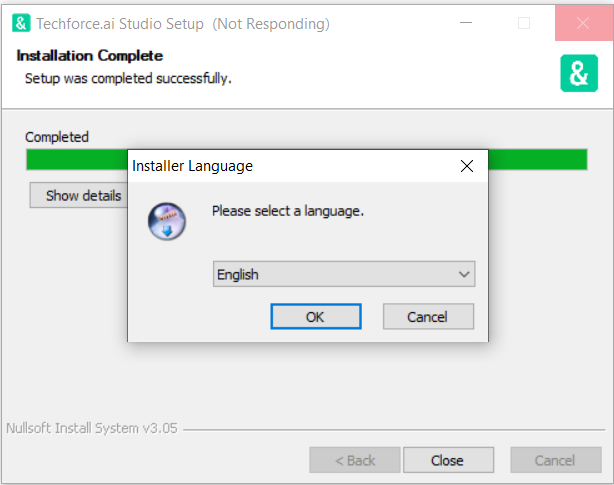 & Techforce.ai Studio Setup (Not Responding)
Installation Complete
Setup was completed successfully.
&
Completed
Show details
Installer Language
Please select a language.
English
OK Cancel
Nullsoft Install System v3.05
< Back Close Cancel